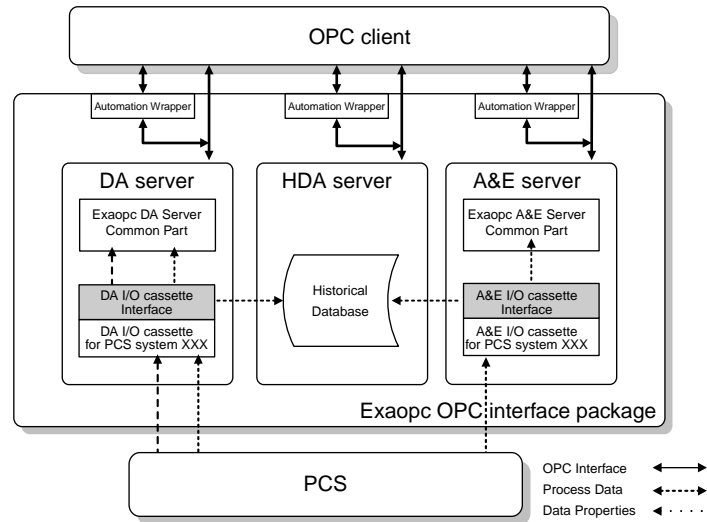 OPC client
Automation Wrapper
Automation Wrapper
Automation Wrapper
DA server
HDA server
A&E server
Exaopc DA Server
Common Part
Exaopc A&E Server
Common Part
DA I/O cassette
Interface
DA I/O cassette
for PCS system XXX
Historical
Database
A&E I/O cassette
Interface
A&E I/O cassette
for PCS system XXX
Exaopc OPC interface package
PCS
OPC Interface
Process Data
Data Properties